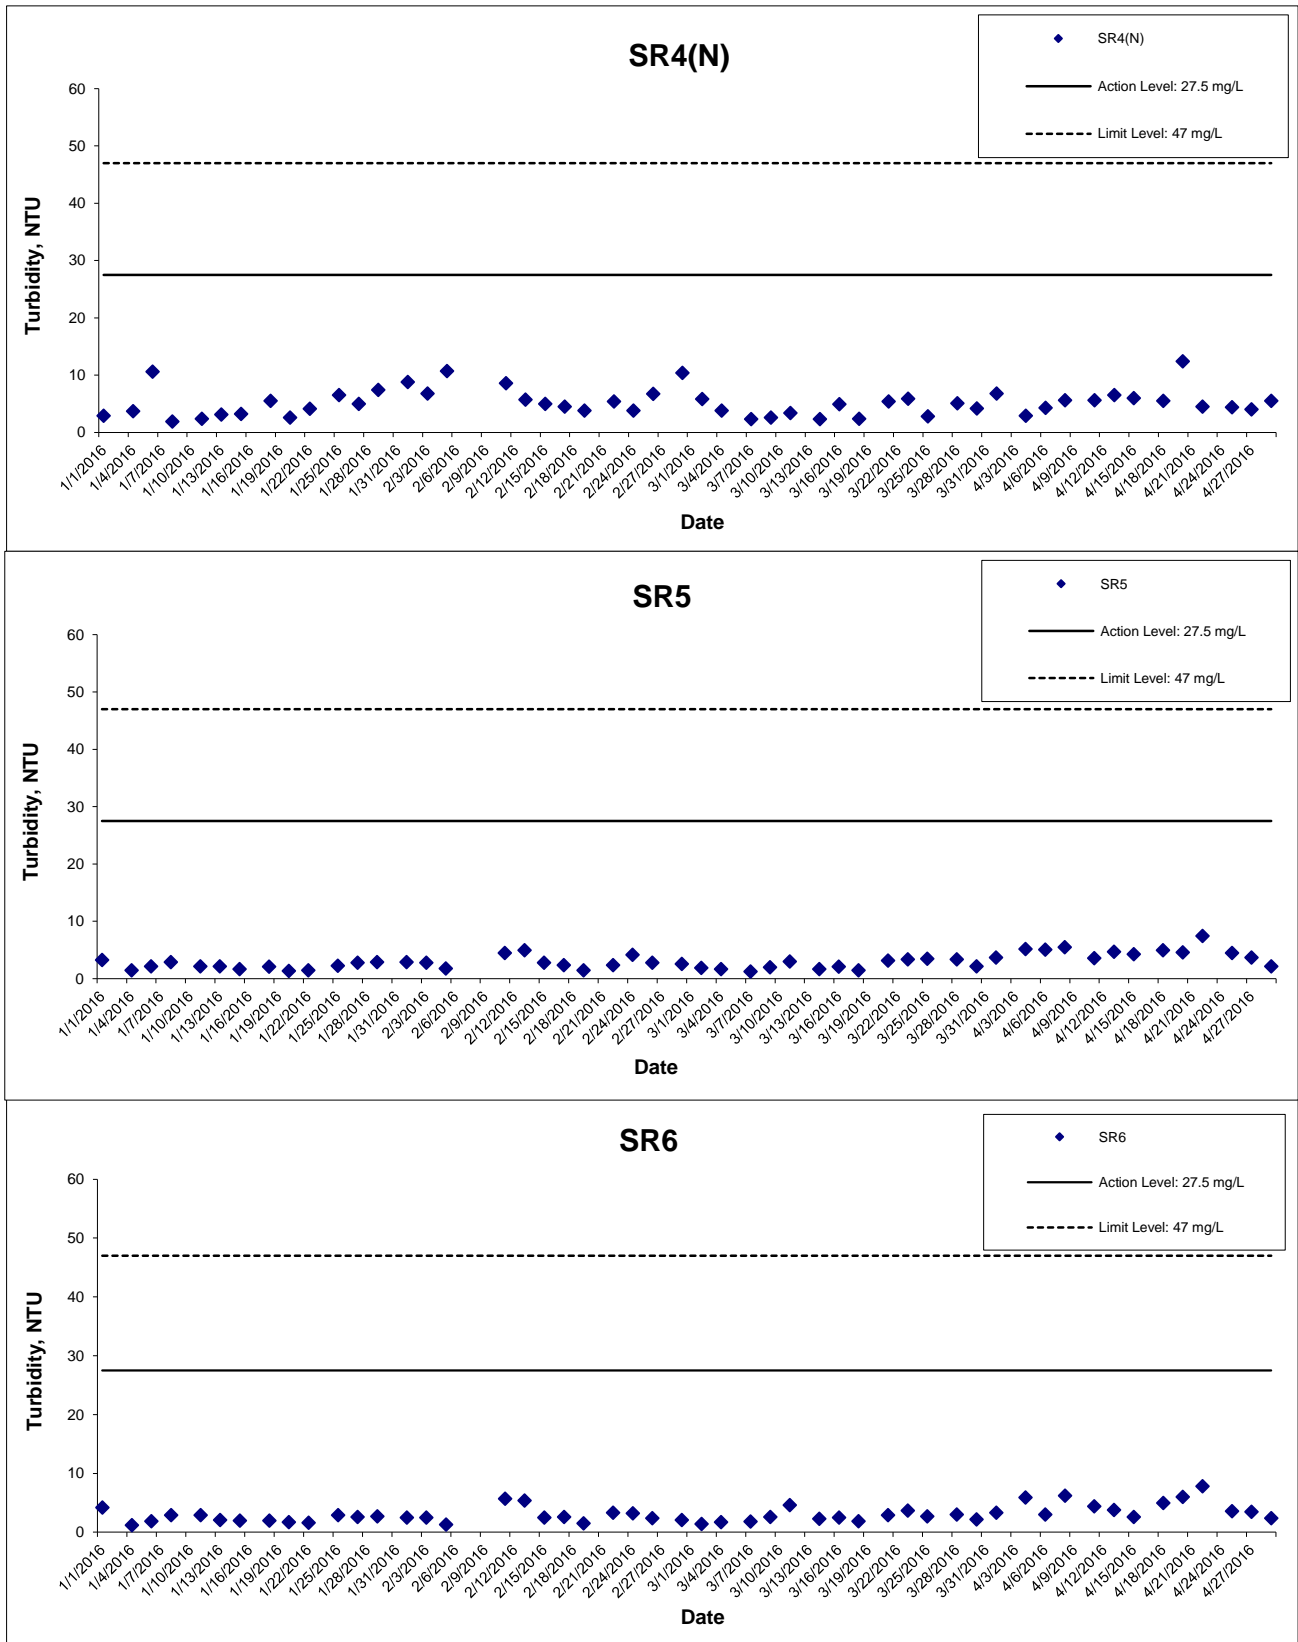 SR4(N)
SR4(N)
Action Level: 27.5 mg/L
Limit Level: 47 mg/L
60
50
40
30
20
10
0
Turbidity, NTU
1/1/2016 1/4/2016 1/7/2016 1/10/2016 1/13/2016 1/16/2016 1/19/2016 1/22/2016 1/25/2016 1/28/2016 1/31/2016 2/3/2016 2/6/2016 2/9/2016 2/12/2016 2/15/2016 2/18/2016 2/21/2016 2/24/2016 2/27/2016 3/1/2016 3/4/2016 3/7/2016 3/10/2016 3/13/2016 3/16/2016 3/19/2016 3/22/2016 3/25/2016 3/28/2016 3/31/2016 4/3/2016 4/6/2016 4/9/2016 4/12/2016 4/15/2016 4/18/2016 4/21/2016 4/24/2016 4/27/2016
Date
SR5
SR5
Action Level: 27.5 mg/L
Limit Level: 47 mg/L
60
50
40
30
20
10
0
Turbidity, NTU
1/1/2016 1/4/2016 1/7/2016 1/10/2016 1/13/2016 1/16/2016 1/19/2016 1/22/2016 1/25/2016 1/28/2016 1/31/2016 2/3/2016 2/6/2016 2/9/2016 2/12/2016 2/15/2016 2/18/2016 2/21/2016 2/24/2016 2/27/2016 3/1/2016 3/4/2016 3/7/2016 3/10/2016 3/13/2016 3/16/2016 3/19/2016 3/22/2016 3/25/2016 3/28/2016 3/31/2016 4/3/2016 4/6/2016 4/9/2016 4/12/2016 4/15/2016 4/18/2016 4/21/2016 4/24/2016 4/27/2016
Date
SR6
SR6
Action Level: 27.5 mg/L
Limit Level: 47 mg/L
60
50
40
30
20
10
0
Turbidity, NTU
1/1/2016 1/4/2016 1/7/2016 1/10/2016 1/13/2016 1/16/2016 1/19/2016 1/22/2016 1/25/2016 1/28/2016 1/31/2016 2/3/2016 2/6/2016 2/9/2016 2/12/2016 2/15/2016 2/18/2016 2/21/2016 2/24/2016 2/27/2016 3/1/2016 3/4/2016 3/7/2016 3/10/2016 3/13/2016 3/16/2016 3/19/2016 3/22/2016 3/25/2016 3/28/2016 3/31/2016 4/3/2016 4/6/2016 4/9/2016 4/12/2016 4/15/2016 4/18/2016 4/21/2016 4/24/2016 4/27/2016
Date